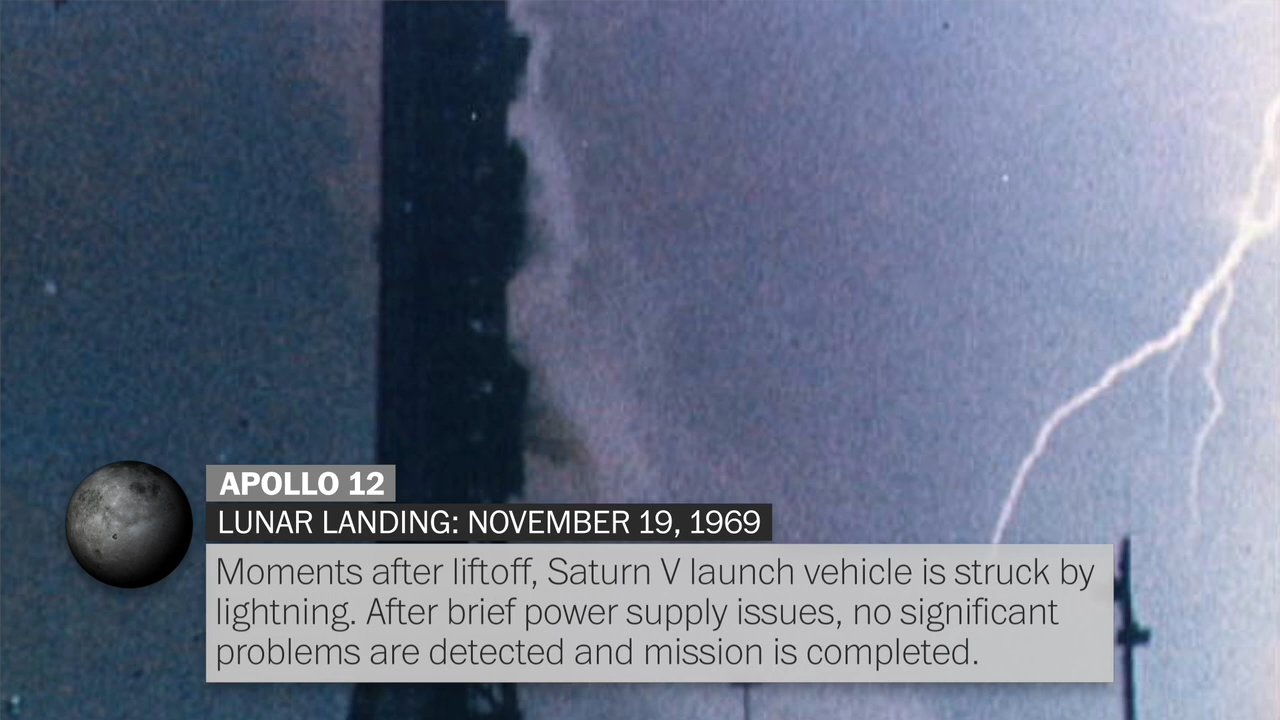 APOLLO 12
LUNAR LANDING: NOVEMBER 19, 1969
Moments after liftoff, Saturn V launch vehicle is struck by
lightning. After brief power supply issues, no significant
problems are detected and mission is completed.